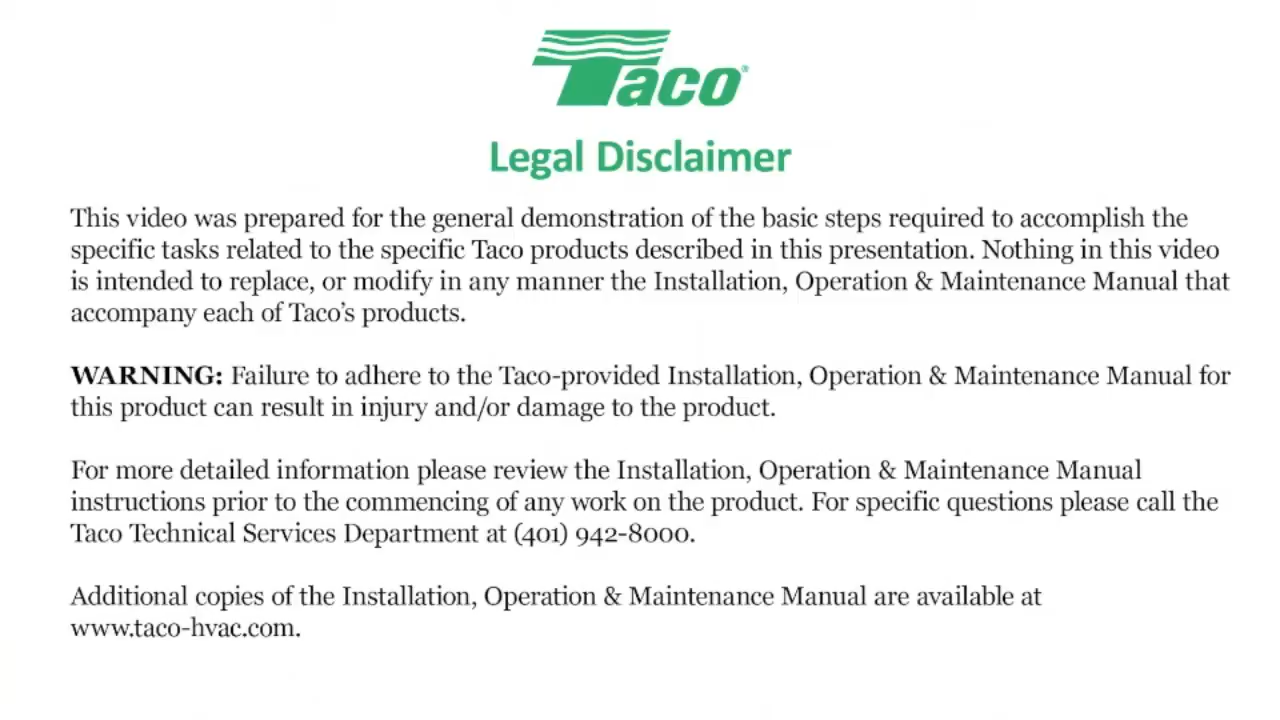 Taco®
Legal Disclaimer
This video was prepared for the general demonstration of the basic steps required to accomplish the
specific tasks related to the specific Taco products described in this presentation. Nothing in this video
is intended to replace, or modify in any manner the Installation, Operation & Maintenance Manual that
accompany each of Taco’s products.
WARNING: Failure to adhere to the Taco-provided Installation, Operation & Maintenance Manual for
this product can result in injury and/or damage to the product.
For more detailed information please review the Installation, Operation & Maintenance Manual
instructions prior to the commencing of any work on the product. For specific questions please call the
Taco Technical Services Department at (401) 942-8000.
Additional copies of the Installation, Operation & Maintenance Manual are available at
www.taco-hvac.com.